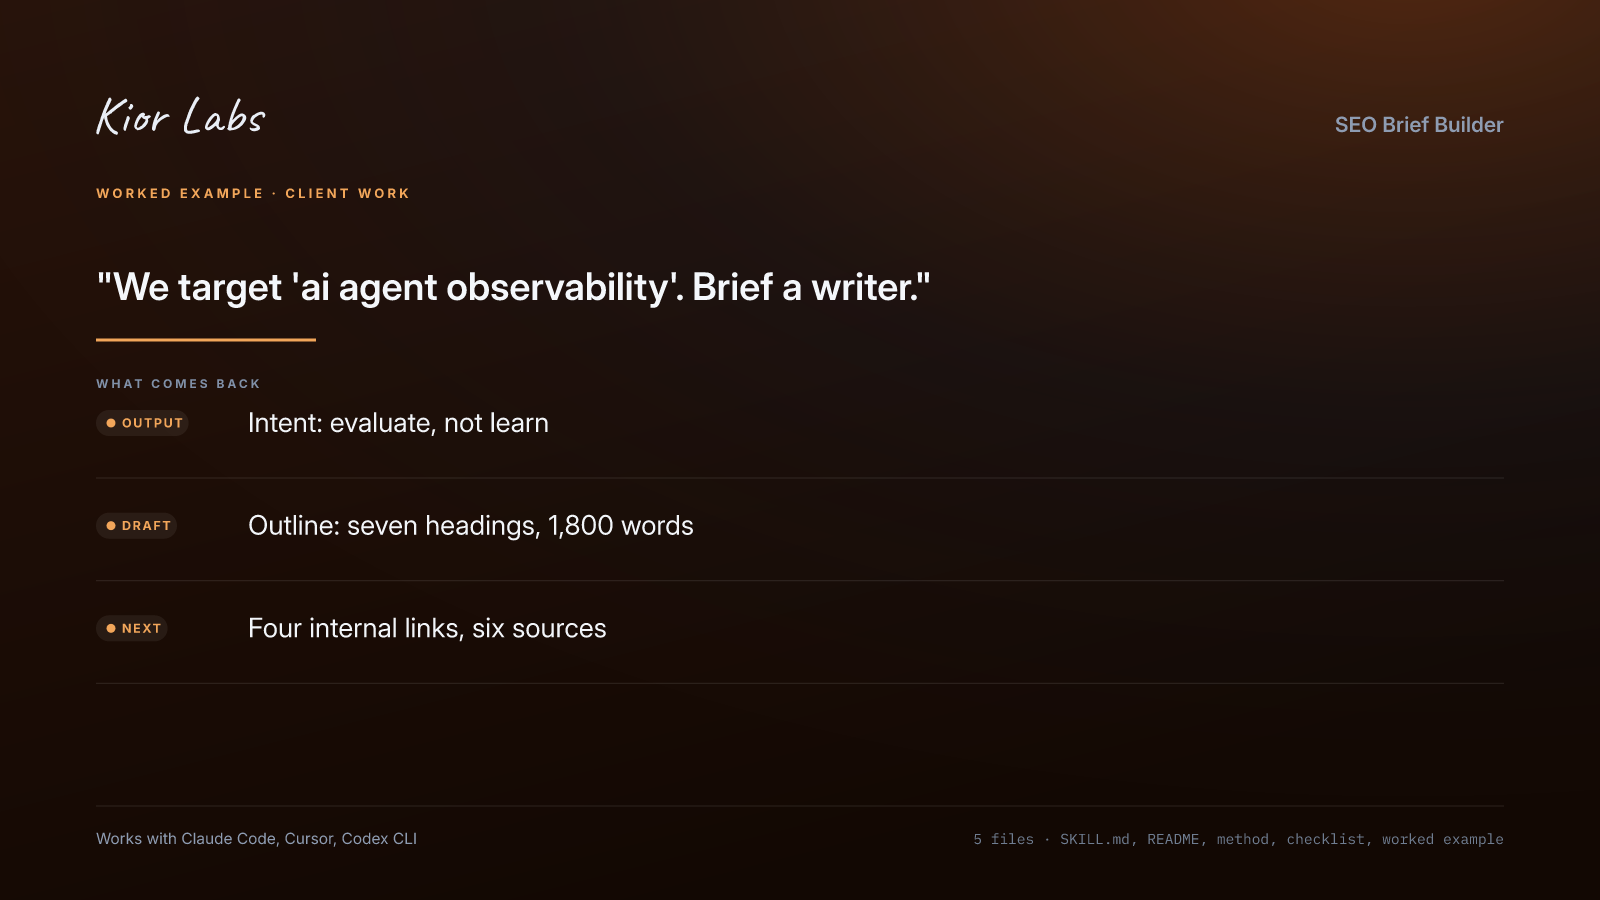 Kior Labs
SEO Brief Builder
WORKED EXAMPLE · CLIENT WORK
"We target 'ai agent observability'. Brief a writer."
WHAT COMES BACK
OUTPUT
Intent: evaluate, not learn
DRAFT
Outline: seven headings, 1,800 words
NEXT
Four internal links, six sources
Works with Claude Code, Cursor, Codex CLI
5 files · SKILL.md, README, method, checklist, worked example